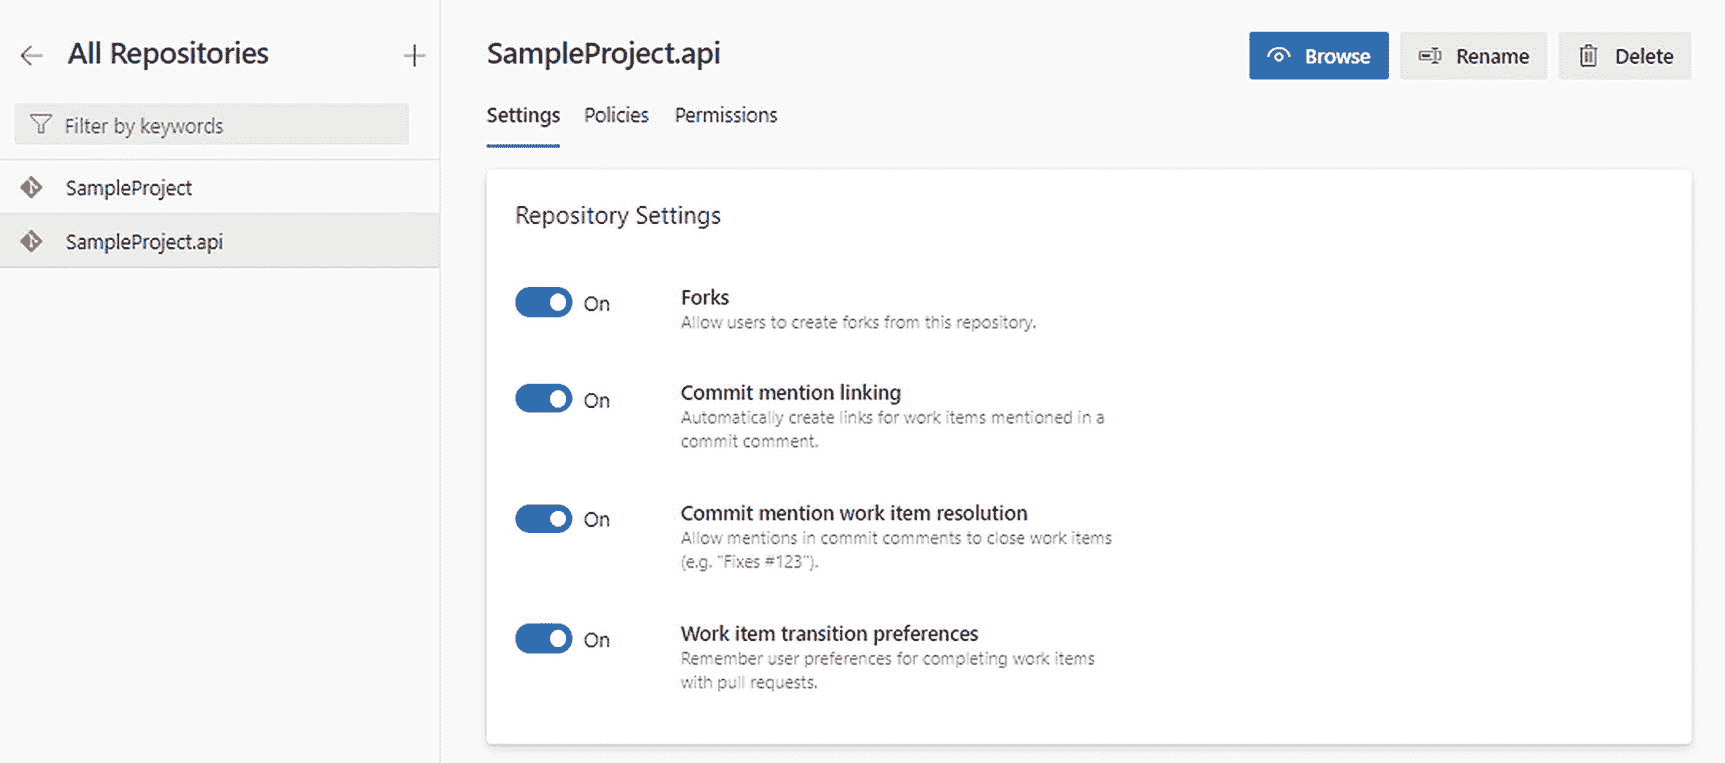 All Repositories
Filter by keywords
SampleProject
SampleProject.api
SampleProject.api
Browse
Rename
Delete
Settings Policies Permissions
Repository Settings
On
Forks
Allow users to create forks from this repository.
On
Commit mention linking
Automatically create links for work items mentioned in a
commit comment.
On
Commit mention work item resolution
Allow mentions in commit comments to close work items
(e.g. "Fixes #123").
On
Work item transition preferences
Remember user preferences for completing work items
with pull requests.